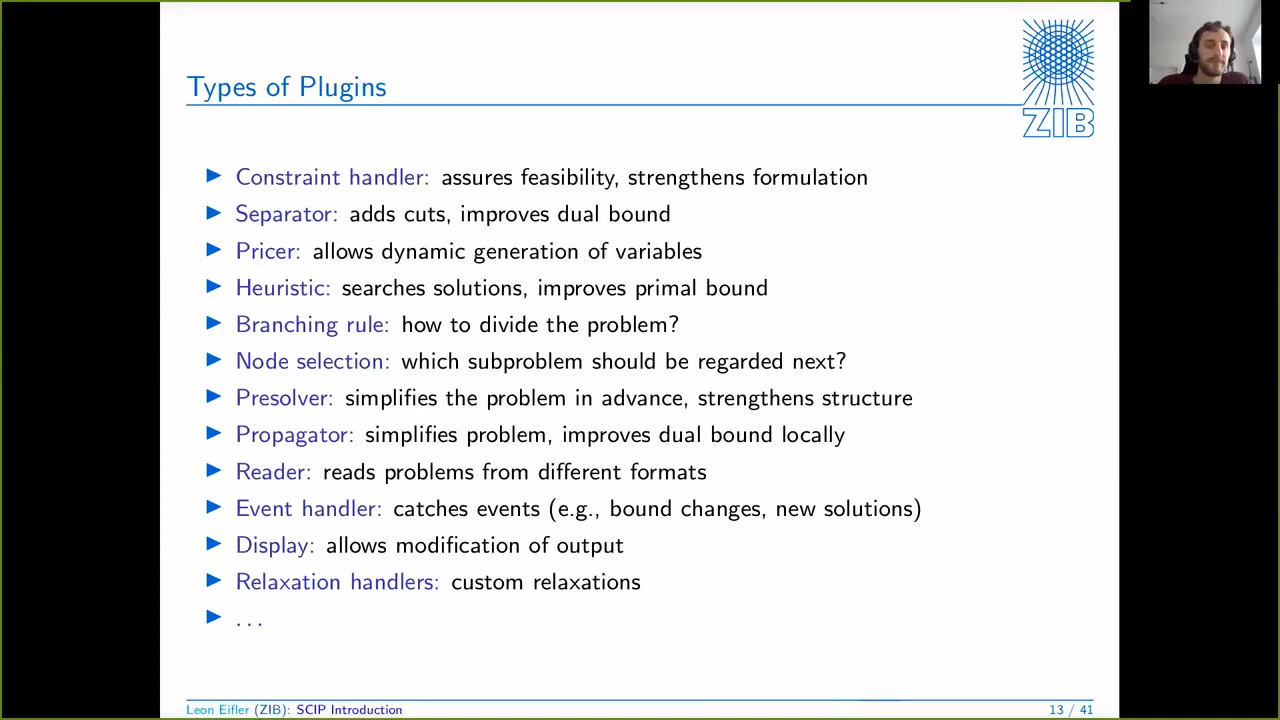 Types of Plugins
ZIB
▶ Constraint handler: assures feasibility, strengthens formulation
▶ Separator: adds cuts, improves dual bound
▶ Pricer: allows dynamic generation of variables
▶ Heuristic: searches solutions, improves primal bound
▶ Branching rule: how to divide the problem?
▶ Node selection: which subproblem should be regarded next?
▶ Presolver: simplifies the problem in advance, strengthens structure
▶ Propagator: simplifies problem, improves dual bound locally
▶ Reader: reads problems from different formats
▶ Event handler: catches events (e.g., bound changes, new solutions)
▶ Display: allows modification of output
▶ Relaxation handlers: custom relaxations
▶ ...
Leon Eifler (ZIB): SCIP Introduction 13 / 41